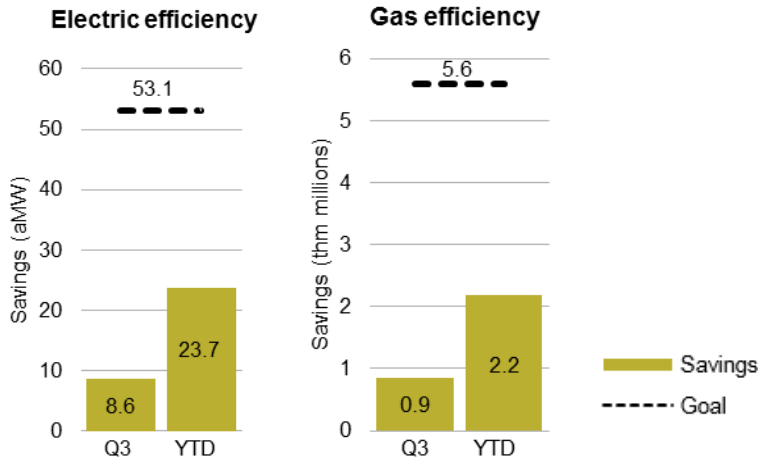 Electric efficiency
60
53.1
50
40
30
20
23.7
10
8.6
0
Q3 YTD
Savings (aMW)
Gas efficiency
6
5.6
5
4
3
2
2.2
1
0.9
0
Q3 YTD
Savings (thm millions)
Savings
Goal